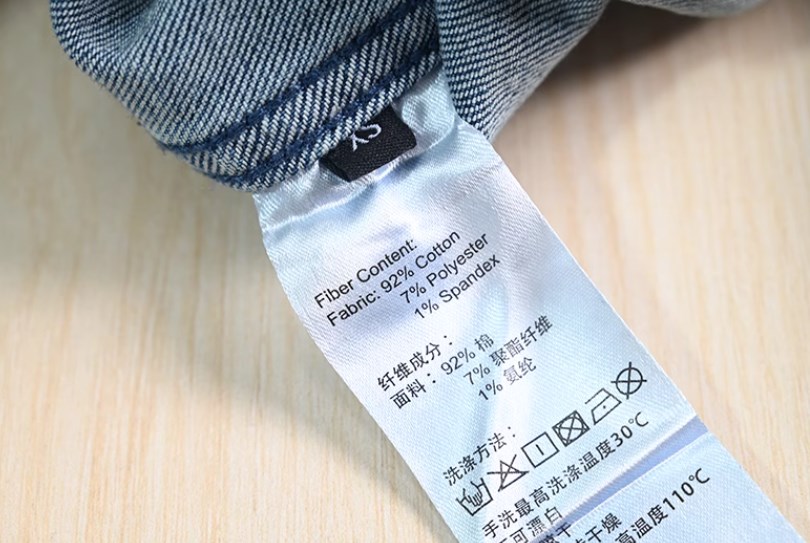 XS
Fiber Content:
Fabric: 92% Cotton
7% Polyester
1% Spandex
纤维成分：
面料：92% 棉
7% 聚酯纤维
1% 氨纶
洗涤方法：
手洗最高洗涤温度30℃
不可漂白
干燥
高温度110℃